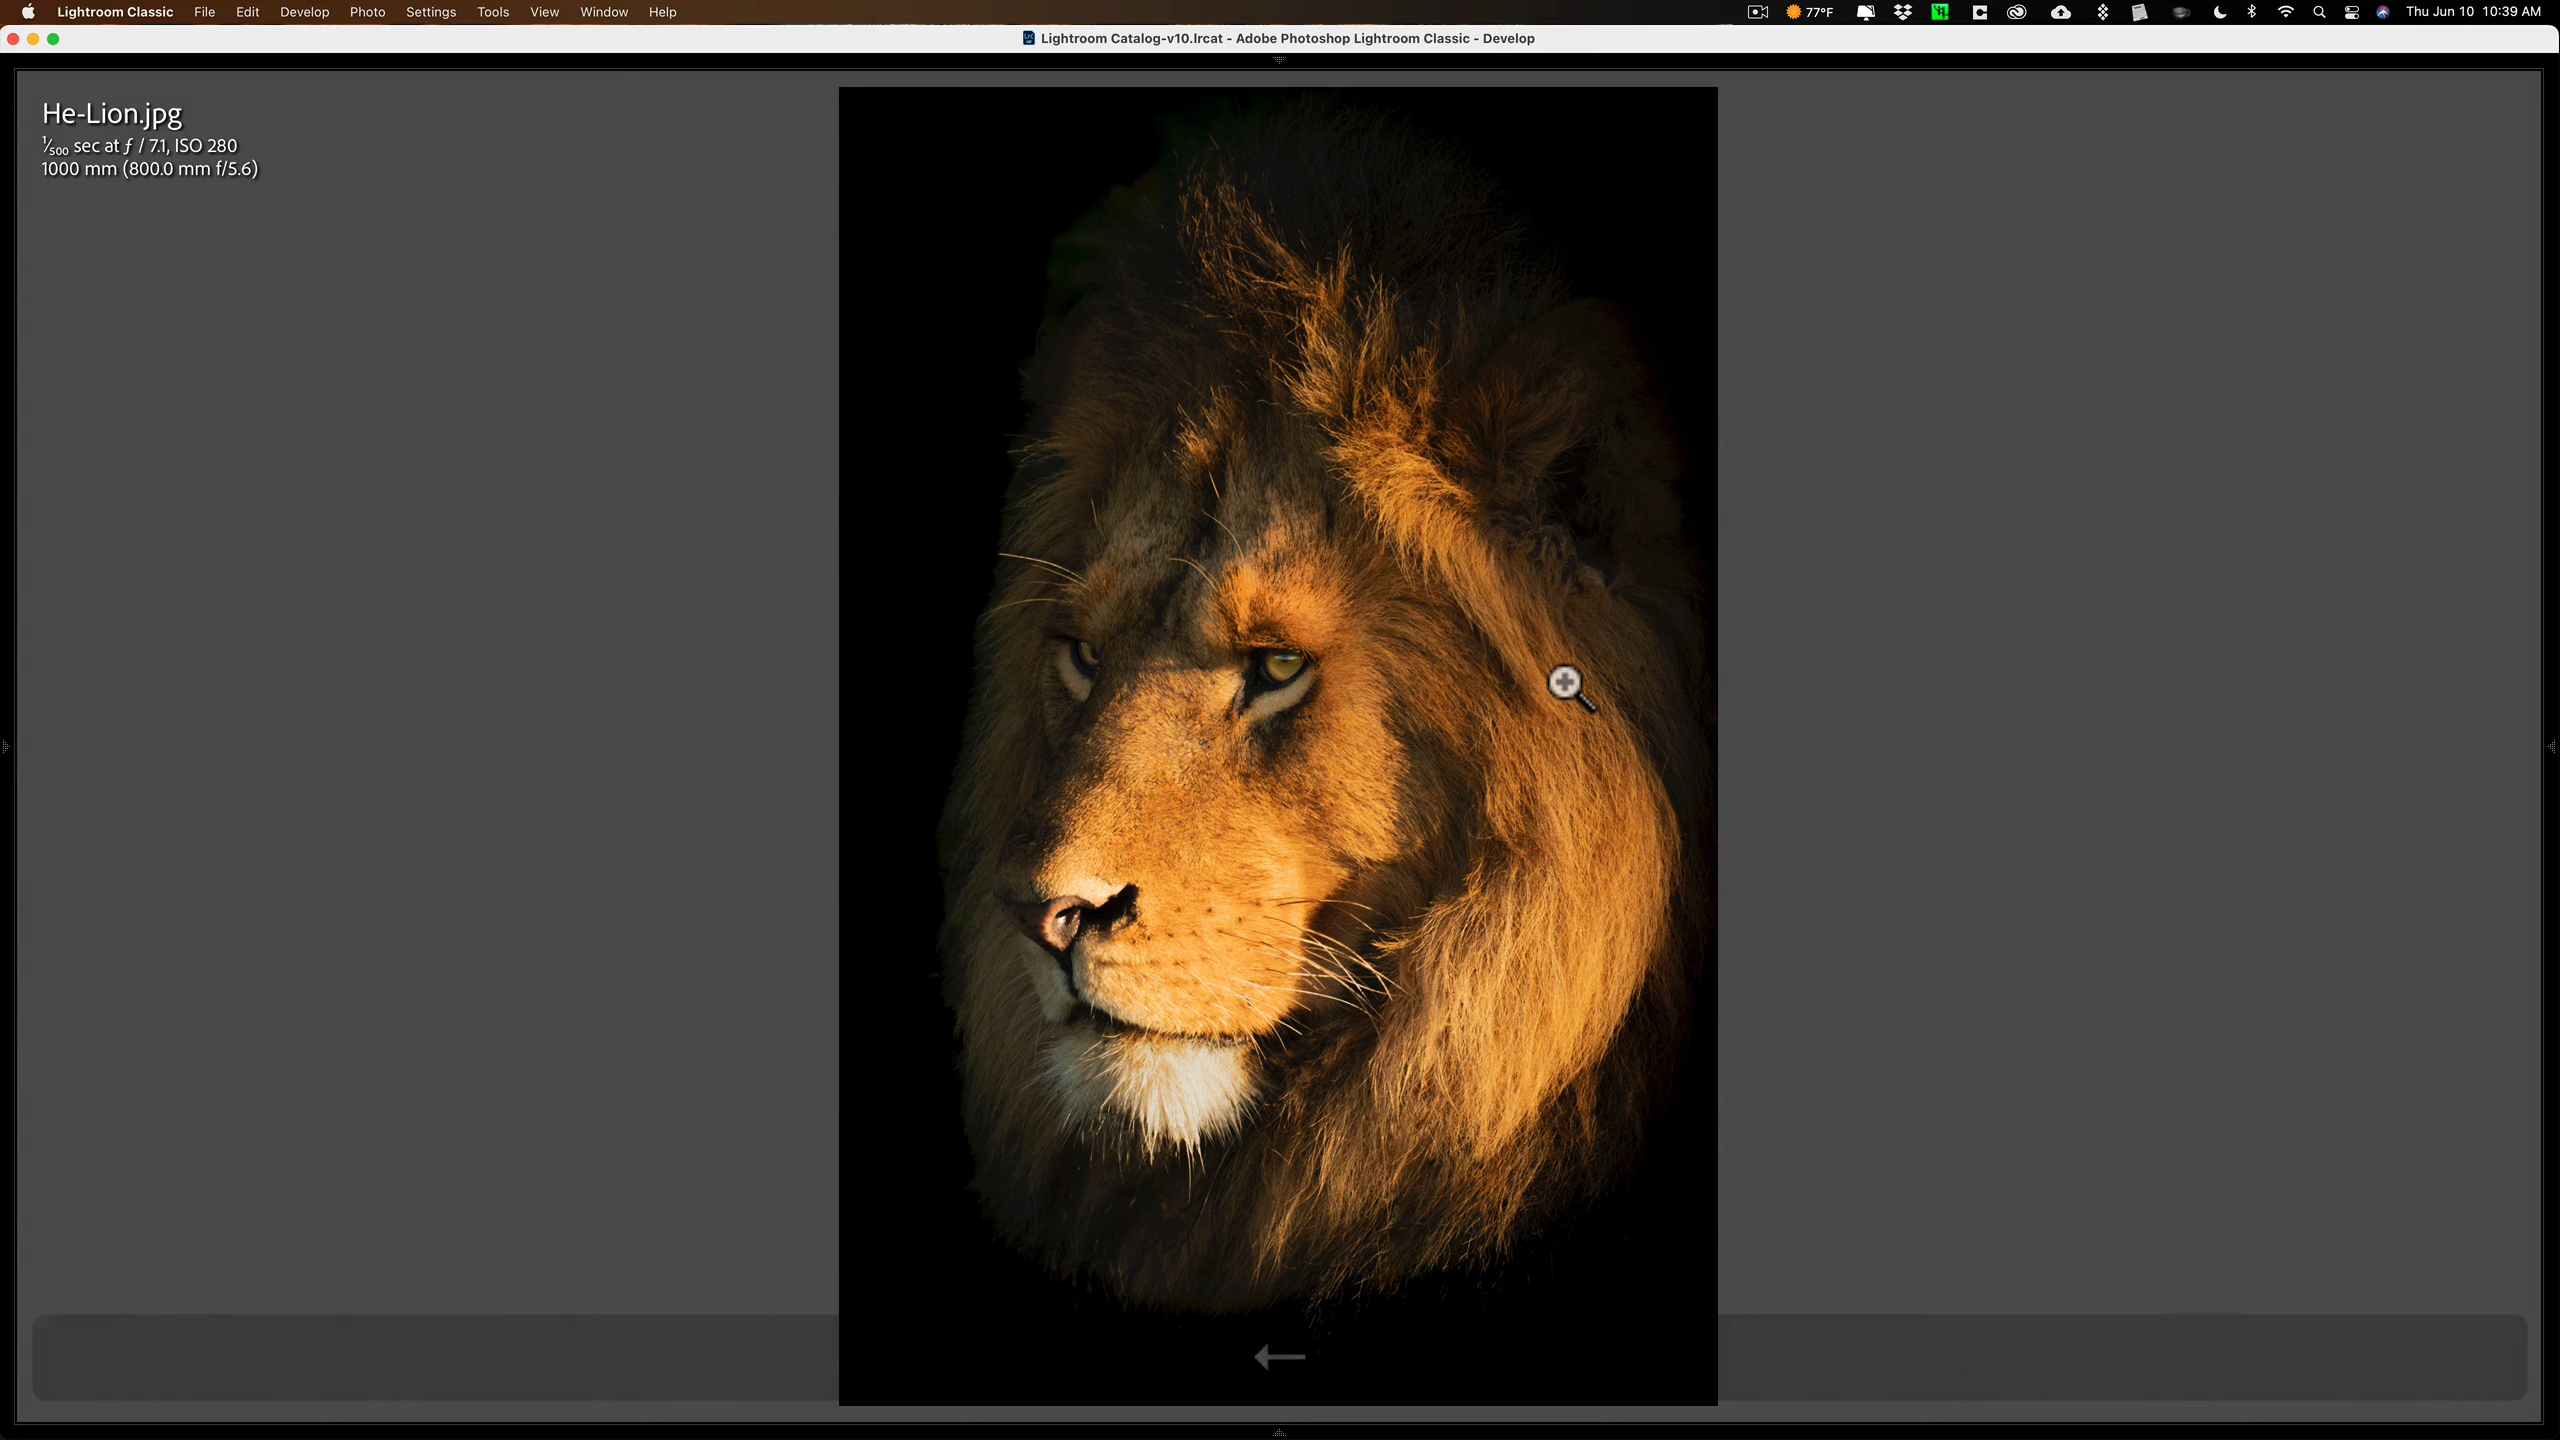 Lightroom Classic File Edit Develop Photo Settings Tools View Window Help 77°F Thu Jun 10 10:39 AM
Lightroom Catalog-v10.lrcat - Adobe Photoshop Lightroom Classic - Develop
He-Lion.jpg
1/500 sec at ƒ / 7.1, ISO 280
1000 mm (800.0 mm f/5.6)